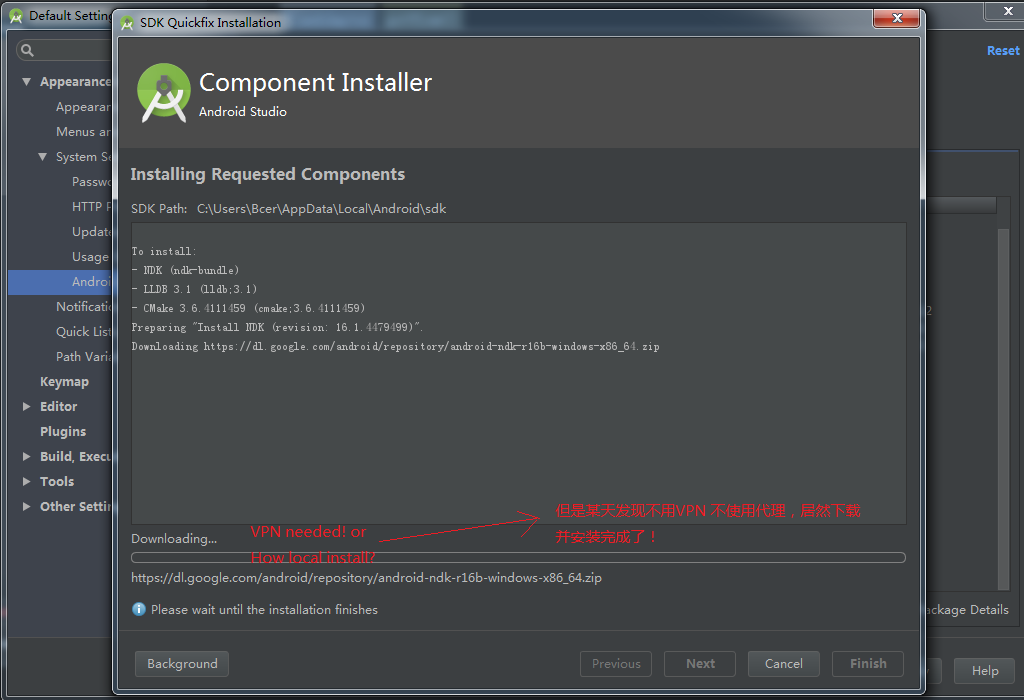 Default Setting
SDK Quickfix Installation
Reset
Component Installer
Android Studio
Appearance
Appearan
Menus an
System Se
Passwo
HTTP P
Update
Usage
Androi
Notificatio
Quick List
Path Varia
Keymap
Editor
Plugins
Build, Execu
Tools
Other Settin
Installing Requested Components
SDK Path: C:\Users\Bcer\AppData\Local\Android\sdk
To install:
- NDK (ndk-bundle)
- LLDB 3.1 (lldb;3.1)
- CMake 3.6.4111459 (cmake;3.6.4111459)
Preparing "Install NDK (revision: 16.1.4479499)".
Downloading https://dl.google.com/android/repository/android-ndk-r16b-windows-x86_64.zip
2
但是某天发现不用VPN 不使用代理，居然下载
并安装完成了！
VPN needed! or
How local install?
Downloading...
https://dl.google.com/android/repository/android-ndk-r16b-windows-x86_64.zip
Please wait until the installation finishes
ackage Details
Background
Previous
Next
Cancel
Finish
Help